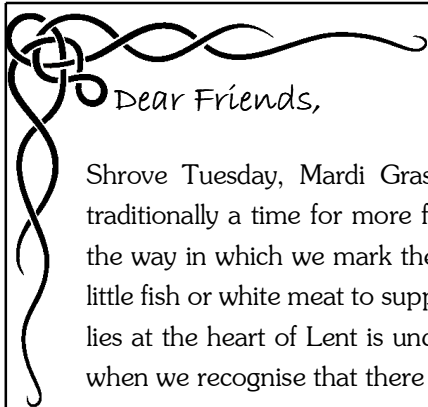 Dear Friends,
Shrove Tuesday, Mardi Gras
traditionally a time for more f
the way in which we mark the
little fish or white meat to supp
lies at the heart of Lent is unc
when we recognise that there